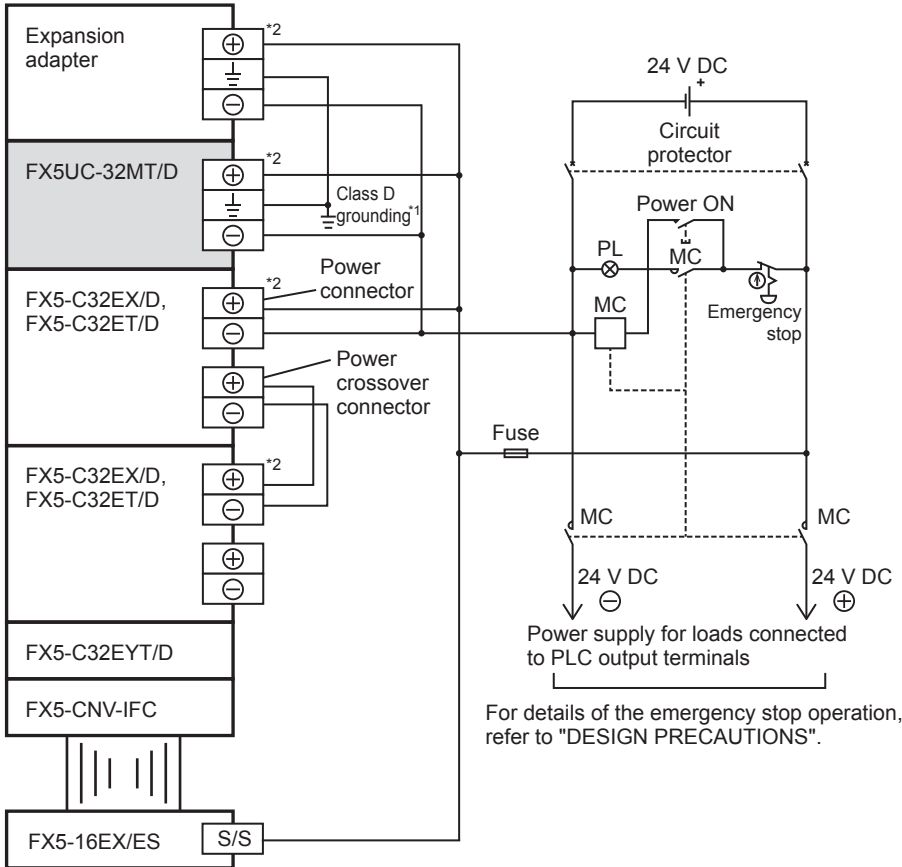 Expansion
adapter
*2
FX5UC-32MT/D
*2
Class D
grounding*1
FX5-C32EX/D,
FX5-C32ET/D
*2
Power
connector
Power
crossover
connector
FX5-C32EX/D,
FX5-C32ET/D
*2
FX5-C32EYT/D
FX5-CNV-IFC
FX5-16EX/ES
S/S
24 V DC
+
Circuit
protector
Power ON
PL
MC
MC
Emergency
stop
Fuse
MC
MC
24 V DC
24 V DC
Power supply for loads connected
to PLC output terminals
For details of the emergency stop operation,
refer to "DESIGN PRECAUTIONS".